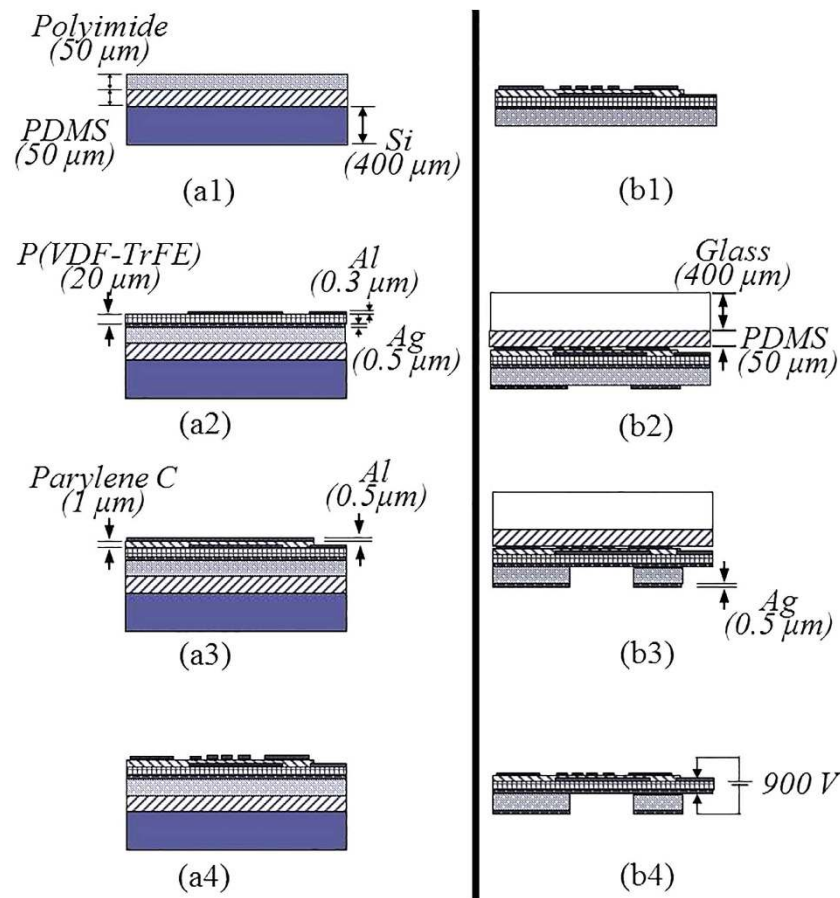 Polyimide
(50 μm)
PDMS
(50 μm)
Si
(400 μm)
(a1)
P(VDF-TrFE)
(20 μm)
Al
(0.3 μm)
Ag
(0.5 μm)
(a2)
Parylene C
(1 μm)
Al
(0.5μm)
(a3)
(a4)
(b1)
Glass
(400 μm)
PDMS
(50 μm)
(b2)
Ag
(0.5 μm)
(b3)
900 V
(b4)